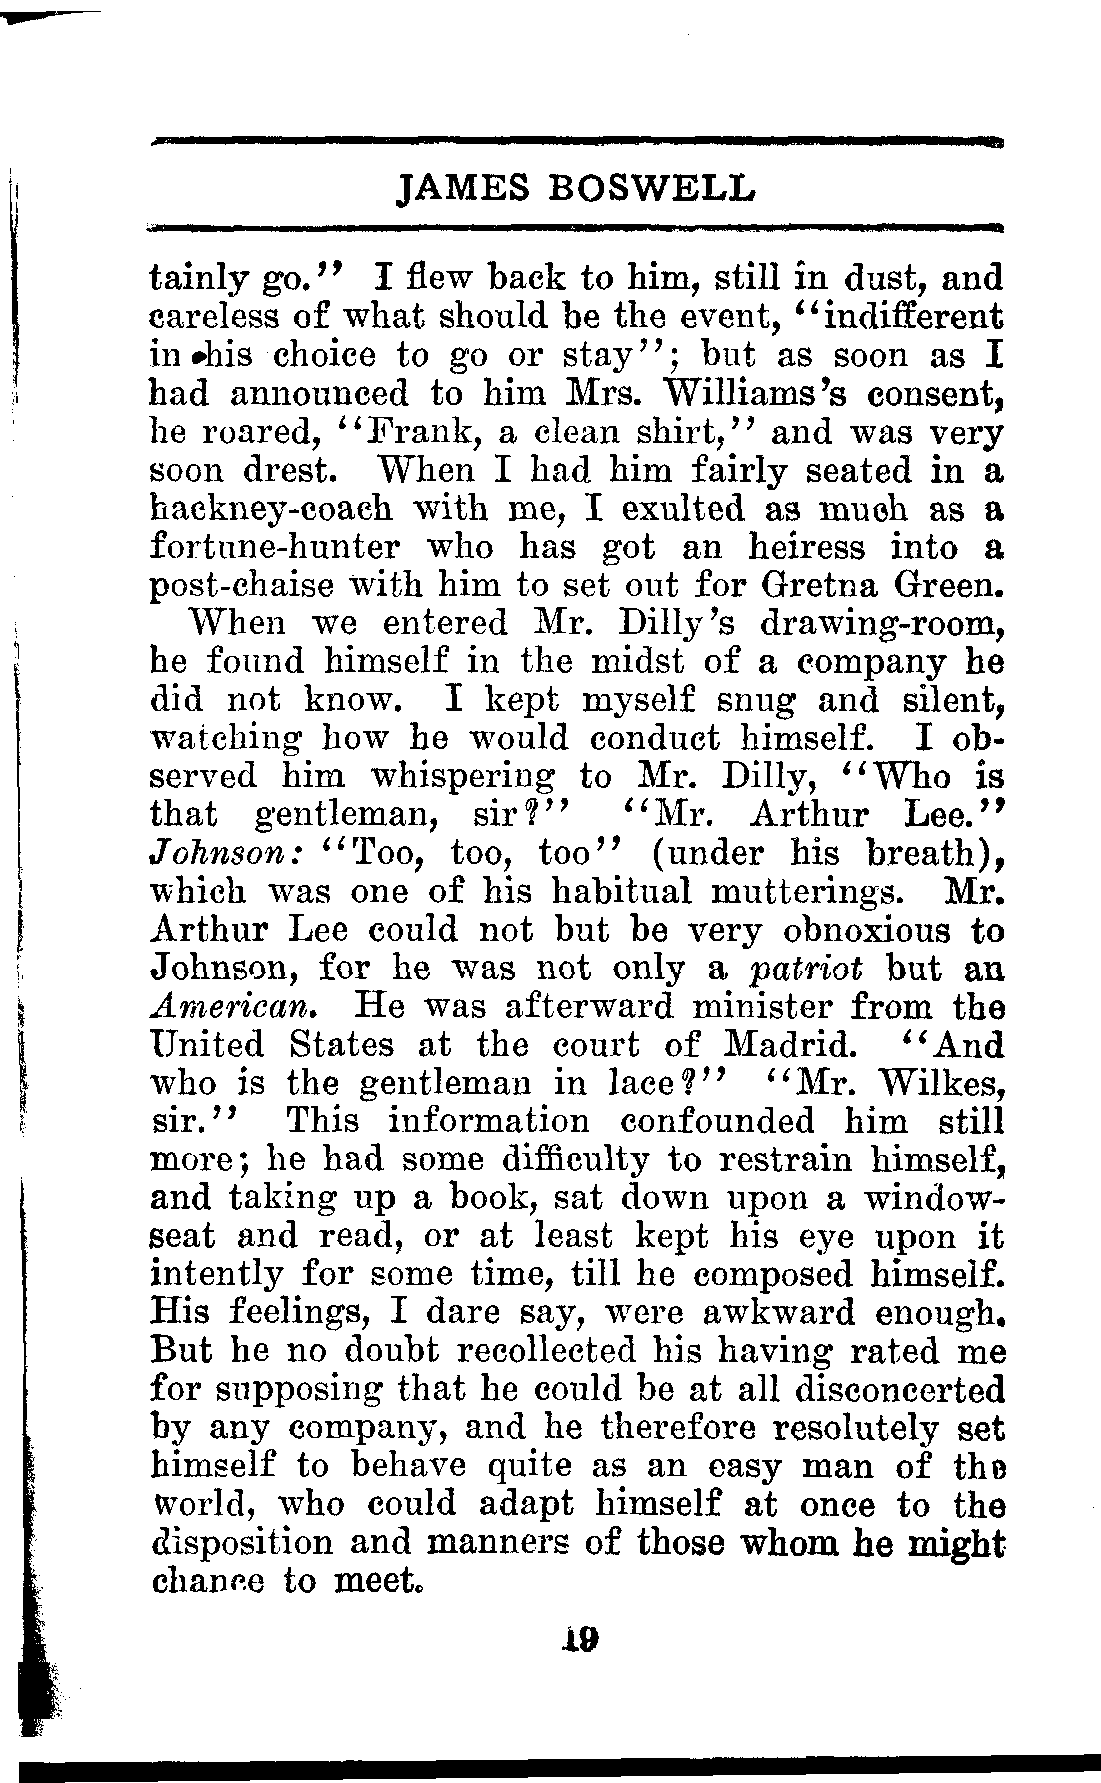 JAMES BOSWELL
tainly go.'' I flew back to him, still in dust, and
careless of what should be the event, ''indifferent
in his choice to go or stay''; but as soon as I
had announced to him Mrs. Williams's consent,
he roared, ''Frank, a clean shirt,'' and was very
soon drest. When I had him fairly seated in a
hackney-coach with me, I exulted as much as a
fortune-hunter who has got an heiress into a
post-chaise with him to set out for Gretna Green.
When we entered Mr. Dilly's drawing-room,
he found himself in the midst of a company he
did not know. I kept myself snug and silent,
watching how he would conduct himself. I ob-
served him whispering to Mr. Dilly, ''Who is
that gentleman, sir?'' ''Mr. Arthur Lee.''
Johnson: ''Too, too, too'' (under his breath),
which was one of his habitual mutterings. Mr.
Arthur Lee could not but be very obnoxious to
Johnson, for he was not only a patriot but an
American. He was afterward minister from the
United States at the court of Madrid. ''And
who is the gentleman in lace?'' ''Mr. Wilkes,
sir.'' This information confounded him still
more; he had some difficulty to restrain himself,
and taking up a book, sat down upon a window-
seat and read, or at least kept his eye upon it
intently for some time, till he composed himself.
His feelings, I dare say, were awkward enough.
But he no doubt recollected his having rated me
for supposing that he could be at all disconcerted
by any company, and he therefore resolutely set
himself to behave quite as an easy man of the
world, who could adapt himself at once to the
disposition and manners of those whom he might
chance to meet.
19